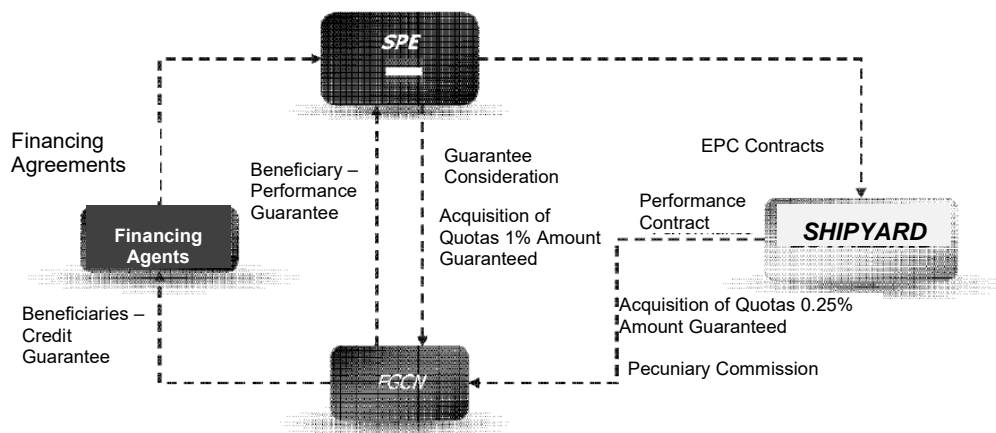 SPE
Financing
Agreements
Beneficiary –
Performance
Guarantee
Guarantee
Consideration
Acquisition of
Quotas 1% Amount
Guaranteed
EPC Contracts
Performance
Contract
Financing
Agents
SHIPYARD
Beneficiaries –
Credit
Guarantee
Acquisition of Quotas 0.25%
Amount Guaranteed
Pecuniary Commission